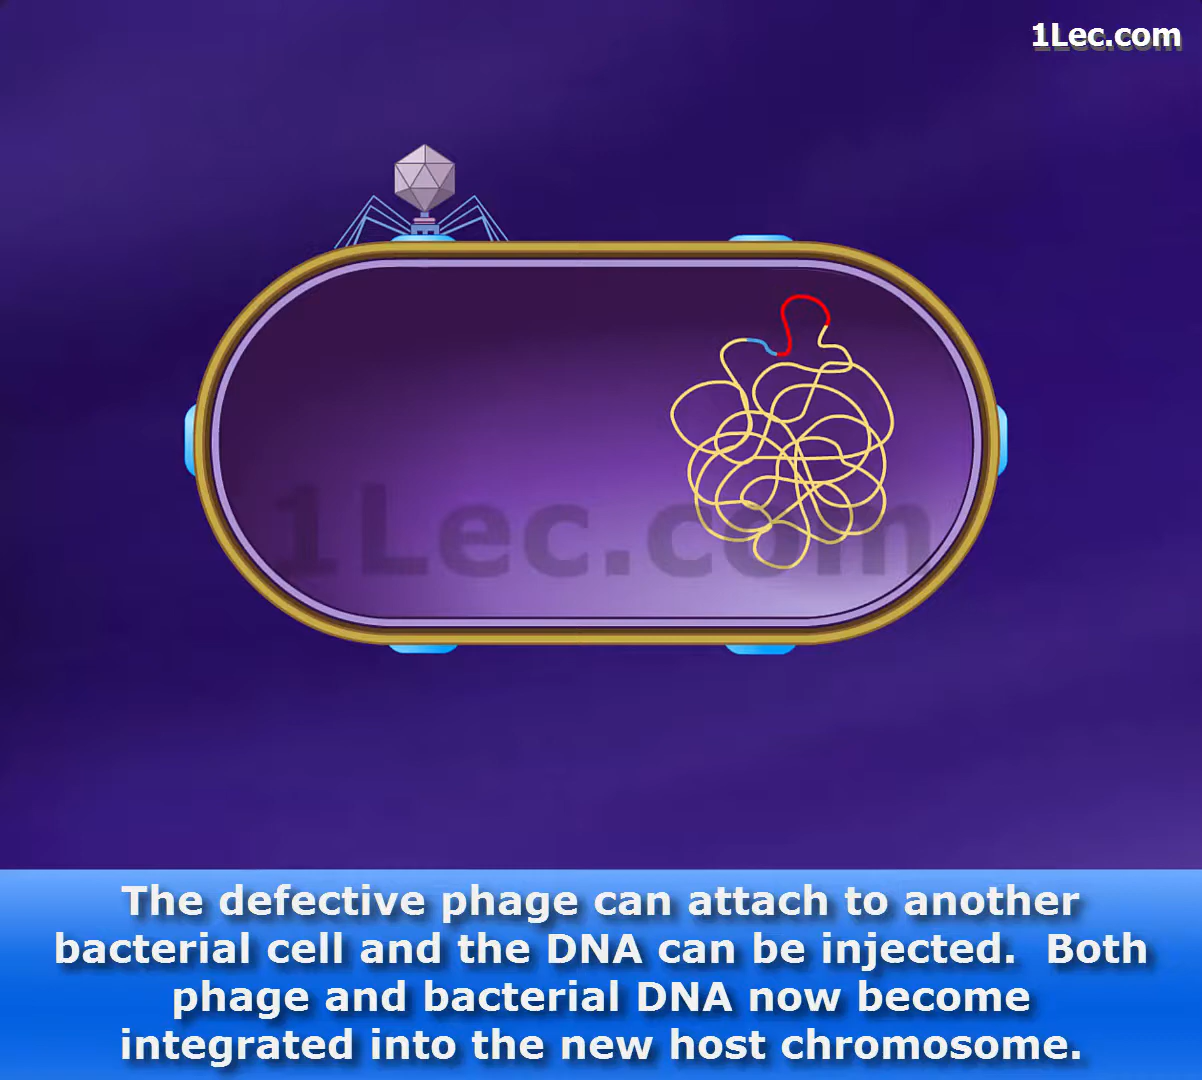 1Lec.com
1Lec.com
The defective phage can attach to another
bacterial cell and the DNA can be injected.  Both
phage and bacterial DNA now become
integrated into the new host chromosome.